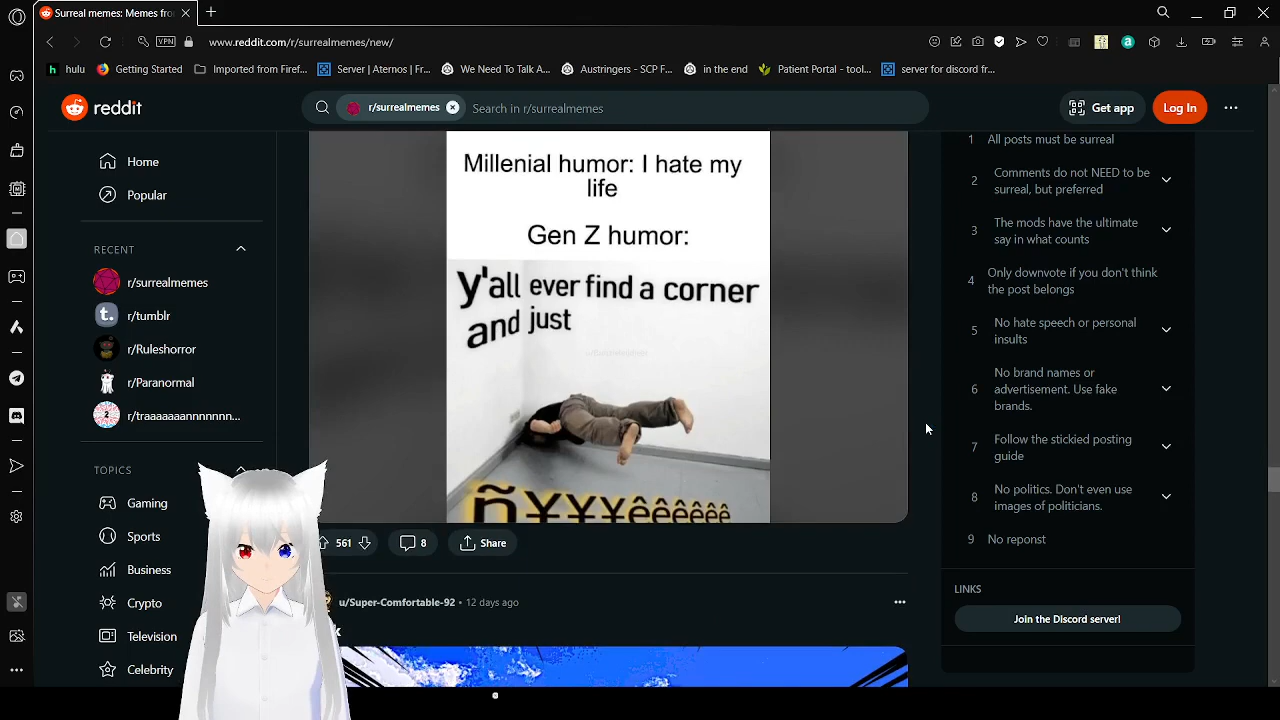 Surreal memes: Memes fro
VPN
www.reddit.com/r/surrealmemes/new/
hulu
Getting Started
Imported from Firef...
Server | Aternos | Fr...
We Need To Talk A...
Austringers - SCP F...
in the end
Patient Portal - tool...
server for discord fr...
reddit
r/surrealmemes
Search in r/surrealmemes
Get app
Log In
Home
Popular
RECENT
r/surrealmemes
r/tumblr
r/Ruleshorror
r/Paranormal
r/traaaaaaannnnnn...
TOPICS
Gaming
Sports
Business
Crypto
Television
Celebrity
Millenial humor: I hate my
life
Gen Z humor:
y'all ever find a corner
and just
ñ¥¥¥êêêêêê
561
8
Share
u/Super-Comfortable-92 • 12 days ago
1 All posts must be surreal
2 Comments do not NEED to be
surreal, but preferred
3 The mods have the ultimate
say in what counts
4 Only downvote if you don't think
the post belongs
5 No hate speech or personal
insults
6 No brand names or
advertisement. Use fake
brands.
7 Follow the stickied posting
guide
8 No politics. Don't even use
images of politicians.
9 No reponst
LINKS
Join the Discord server!